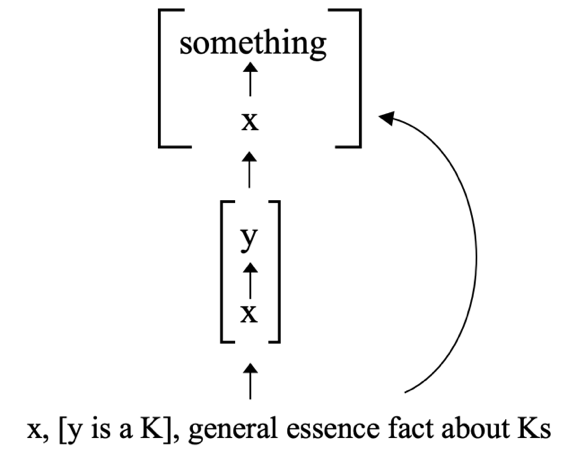 something
x
y
x
x, [y is a K], general essence fact about Ks